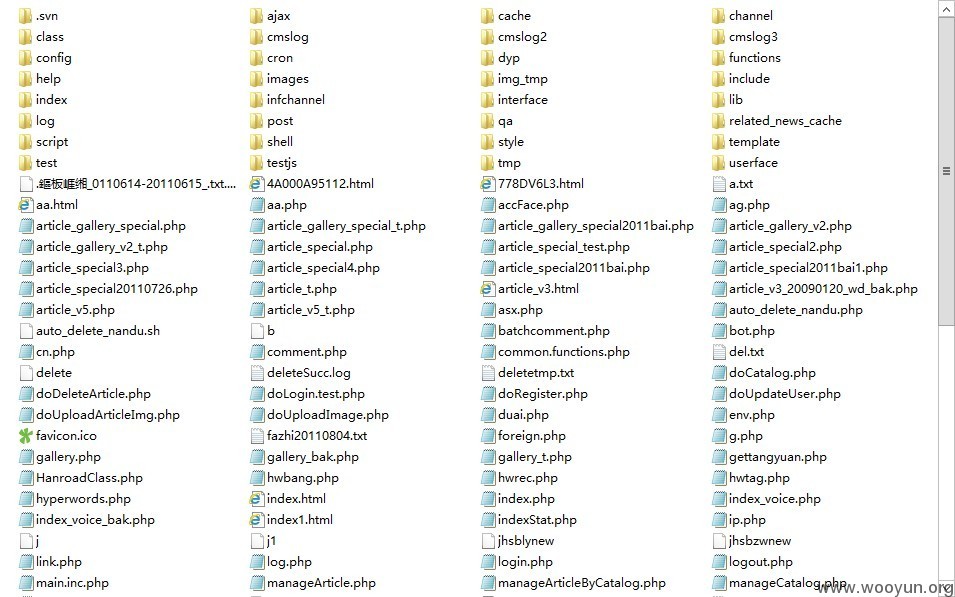 .svn ajax cache channel
class cmslog cmslog2 cmslog3
config cron dyp functions
help images img_tmp include
index infchannel interface lib
log post qa related_news_cache
script shell style template
test testjs tmp userface
_0110614-20110615_.txt.... 4A000A95112.html 778DV6L3.html a.txt
aa.html aa.php accFace.php ag.php
article_gallery_special.php article_gallery_special_t.php article_gallery_special2011bai.php article_gallery_v2.php
article_gallery_v2_t.php article_special.php article_special_test.php article_special2.php
article_special3.php article_special4.php article_special2011bai.php article_special2011bai1.php
article_special20110726.php article_t.php article_v3.html article_v3_20090120_wd_bak.php
article_v5.php article_v5_t.php asx.php auto_delete_nandu.php
auto_delete_nandu.sh b batchcomment.php bot.php
cn.php comment.php common.functions.php del.txt
delete deleteSucc.log deletetmp.txt doCatalog.php
doDeleteArticle.php doLogin.test.php doRegister.php doUpdateUser.php
doUploadArticleImg.php doUploadImage.php duai.php env.php
favicon.ico fazhi20110804.txt foreign.php g.php
gallery.php gallery_bak.php gallery_t.php gettangyuan.php
HanroadClass.php hwbang.php hwrec.php hwtag.php
hyperwords.php index.html index.php index_voice.php
index_voice_bak.php index1.html indexStat.php ip.php
j j1 jhsblynew jhsbzwnew
link.php log.php login.php logout.php
main.inc.php manageArticle.php manageArticleByCatalog.php manageCatalog.php
www.wooyun.org